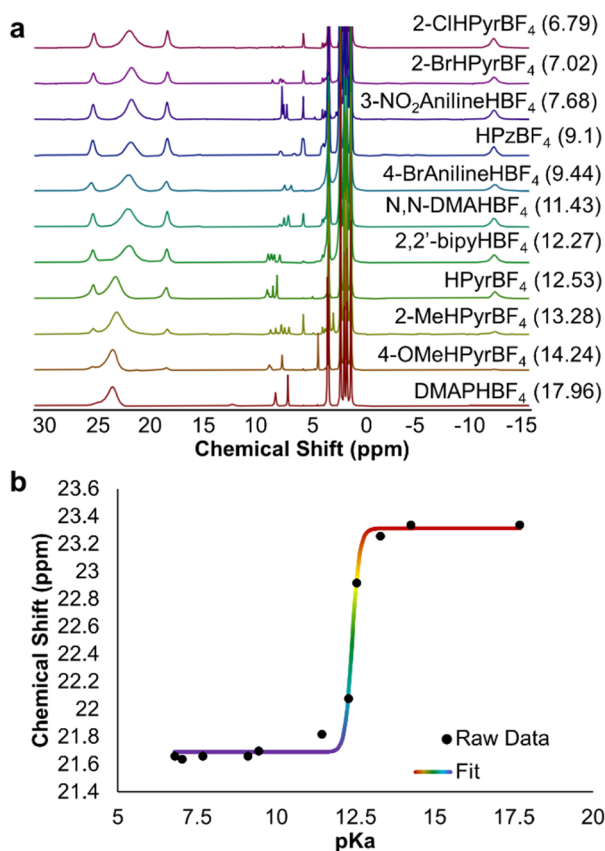 a
2-ClHPyrBF₄ (6.79)
2-BrHPyrBF₄ (7.02)
3-NO₂AnilineHBF₄ (7.68)
HPzBF₄ (9.1)
4-BrAnilineHBF₄ (9.44)
N,N-DMAHBF₄ (11.43)
2,2'-bipyHBF₄ (12.27)
HPyrBF₄ (12.53)
2-MeHPyrBF₄ (13.28)
4-OMeHPyrBF₄ (14.24)
DMAPHBF₄ (17.96)
30 25 20 15 10 5 0 -5 -10 -15
Chemical Shift (ppm)
b
23.6
23.4
23.2
23
22.8
22.6
22.4
22.2
22
21.8
21.6
21.4
Chemical Shift (ppm)
Raw Data
Fit
5 7.5 10 12.5 15 17.5 20
pKa